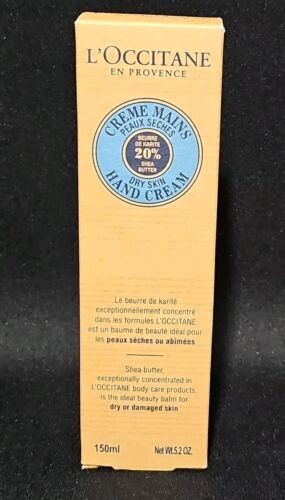 L'OCCITANE
EN PROVENCE
CREME MAINS
PEAUX SÈCHES
BEURRE
DE KARITE
20%
SHEA
BUTTER
DRY SKIN
HAND CREAM
Le beurre de karité
exceptionnellement concentré
dans les formules L'OCCITANE
est un baume de beauté idéal pour
les peaux sèches ou abîmées
Shea butter,
exceptionally concentrated in
L'OCCITANE body care products,
is the ideal beauty balm for
dry or damaged skin
150ml Net Wt.5.2 OZ.